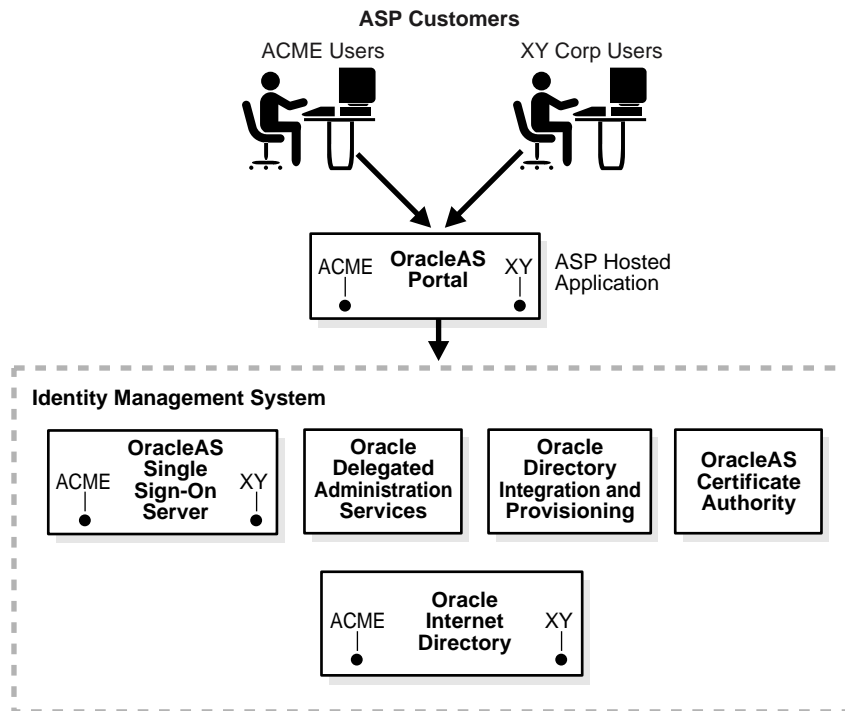 ASP Customers
ACME Users
XY Corp Users
ACME
OracleAS
Portal
XY
ASP Hosted
Application
Identity Management System
ACME
OracleAS
Single
Sign-On
Server
XY
Oracle
Delegated
Administration
Services
Oracle
Directory
Integration and
Provisioning
OracleAS
Certificate
Authority
ACME
Oracle
Internet
Directory
XY